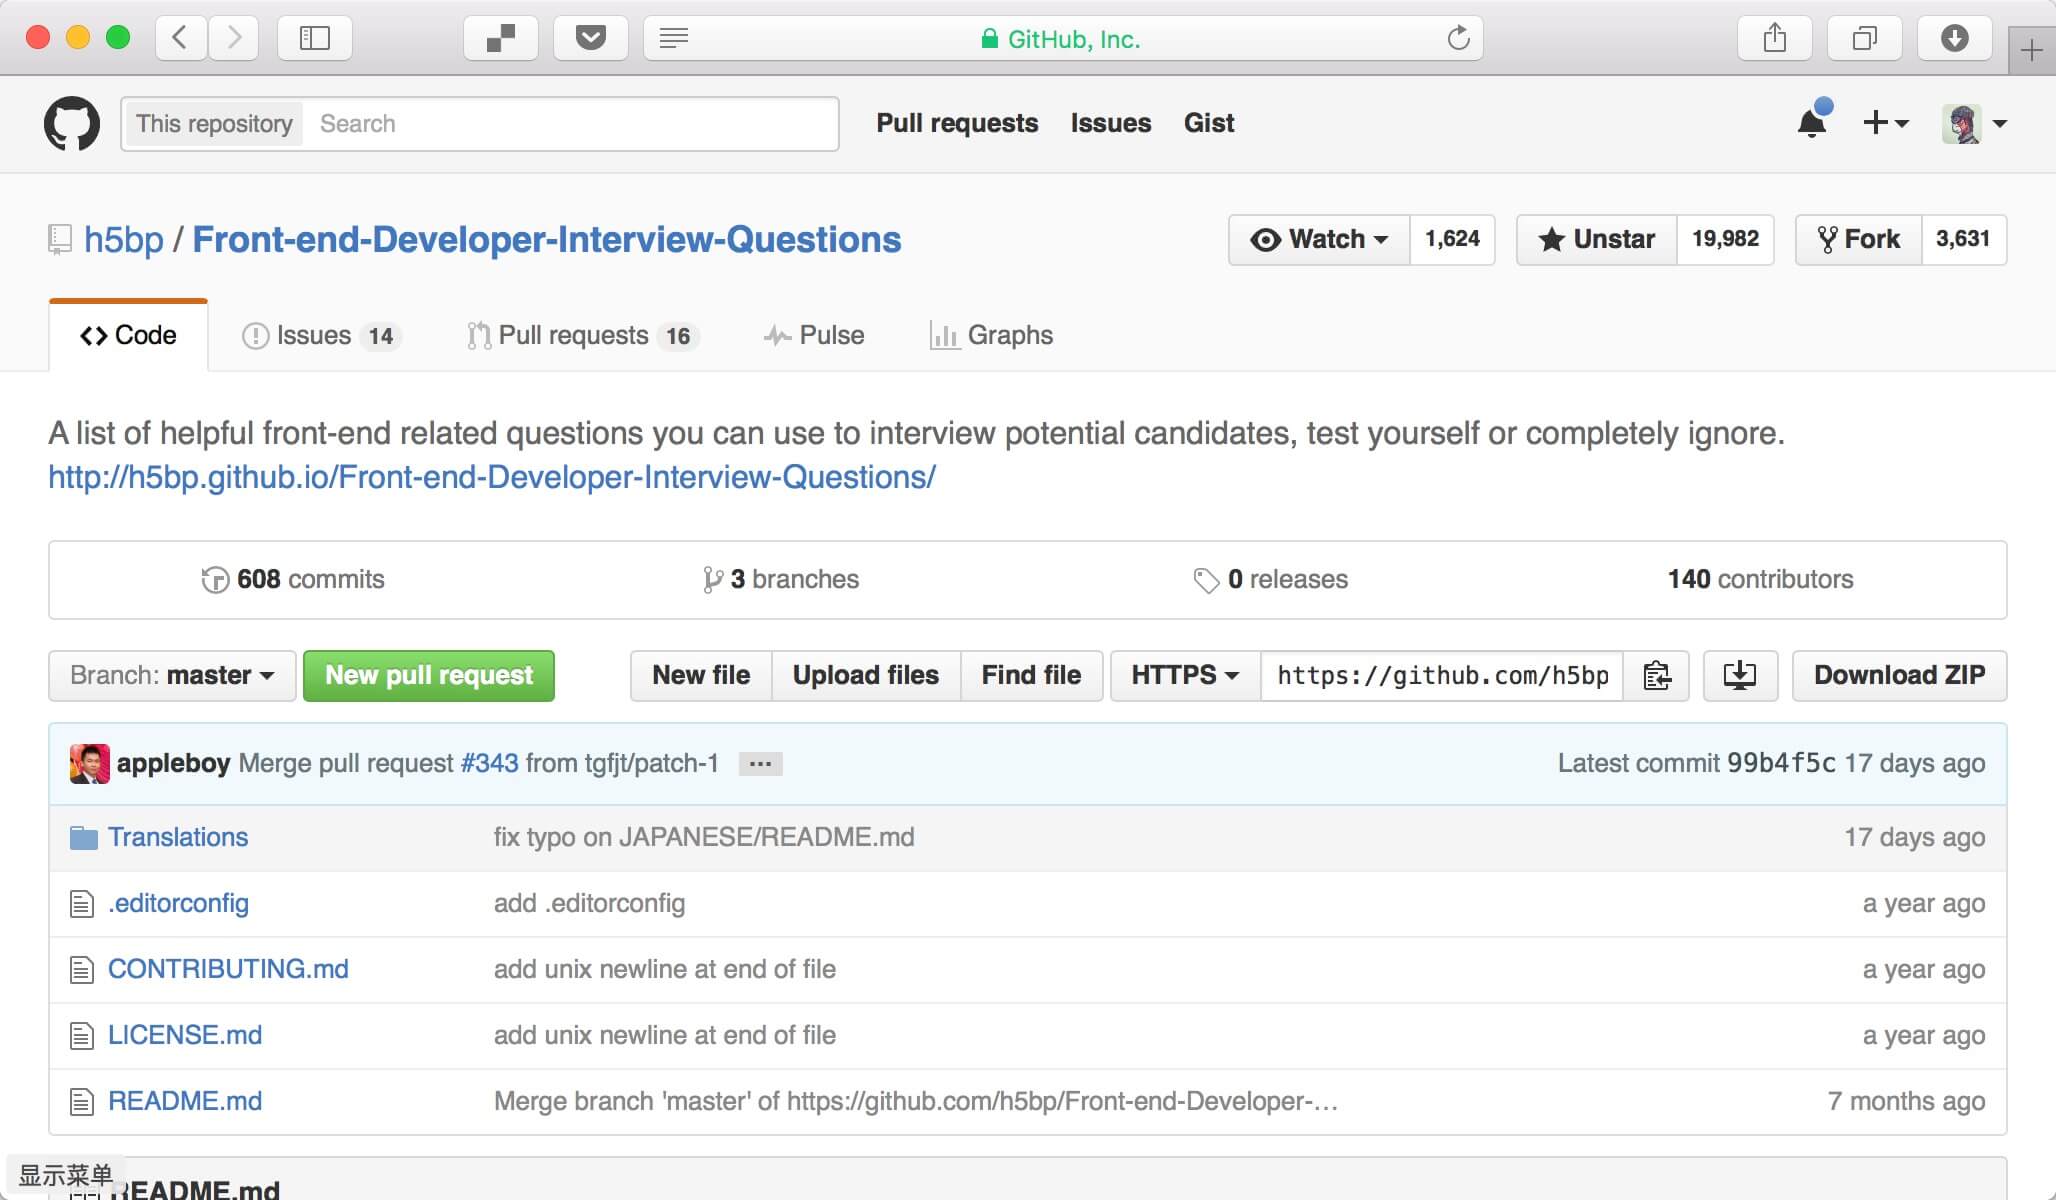 GitHub, Inc.
This repository Search Pull requests Issues Gist
h5bp / Front-end-Developer-Interview-Questions Watch 1,624 Unstar 19,982 Fork 3,631
Code Issues 14 Pull requests 16 Pulse Graphs
A list of helpful front-end related questions you can use to interview potential candidates, test yourself or completely ignore.
http://h5bp.github.io/Front-end-Developer-Interview-Questions/
608 commits 3 branches 0 releases 140 contributors
Branch: master New pull request New file Upload files Find file HTTPS https://github.com/h5bp Download ZIP
appleboy Merge pull request #343 from tgfjt/patch-1 … Latest commit 99b4f5c 17 days ago
Translations fix typo on JAPANESE/README.md 17 days ago
.editorconfig add .editorconfig a year ago
CONTRIBUTING.md add unix newline at end of file a year ago
LICENSE.md add unix newline at end of file a year ago
README.md Merge branch 'master' of https://github.com/h5bp/Front-end-Developer-… 7 months ago
显示菜单
README.md